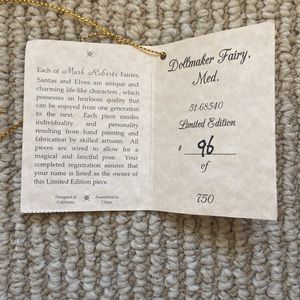 Each of Mark Roberts Fairies,
Santas and Elves are unique and
charming life-like characters , which
possesses an heirloom quality that
can be enjoyed from one generation
to the next. Each piece exudes
individuality and personality
resulting from hand painting and
fabrication by skilled artisans. All
pieces are wired to allow for a
magical and fanciful pose. Your
completed registration assures that
your name is listed as the owner of
this Limited Edition piece.
Designed in
California
Assembled in
China
Dollmaker Fairy,
Med.
51-68540
Limited Edition
96
of
750